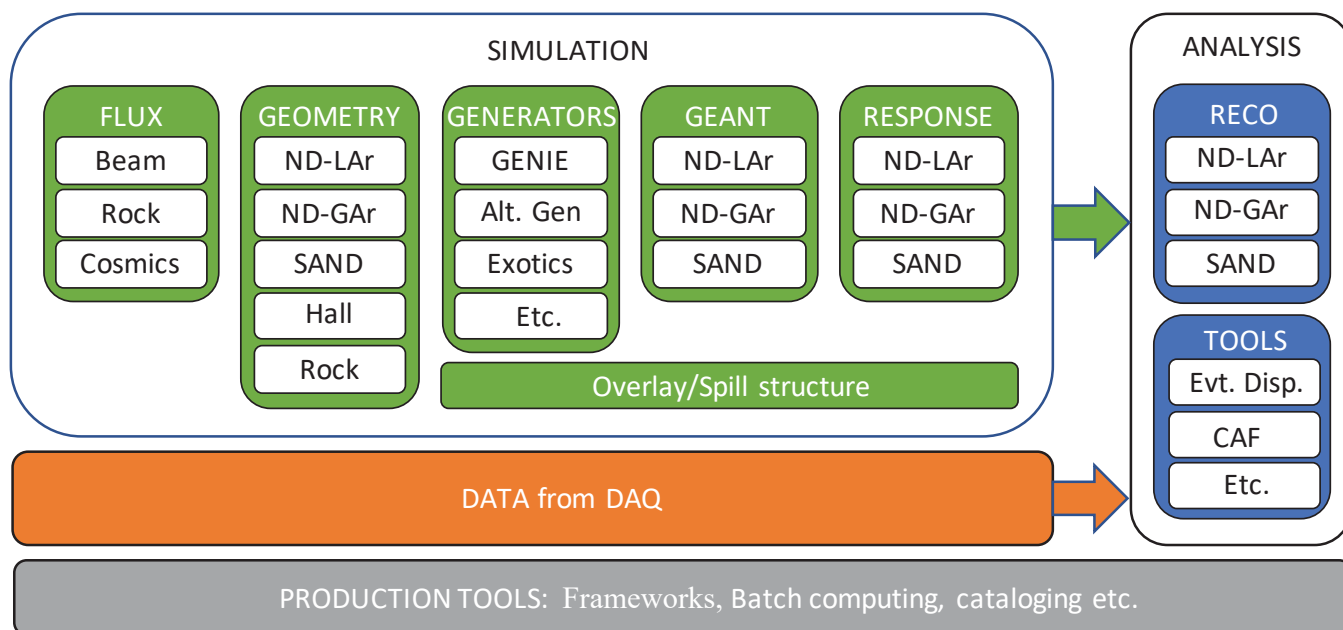 SIMULATION
FLUX
Beam
Rock
Cosmics
GEOMETRY
ND-LAr
ND-GAr
SAND
Hall
Rock
GENERATORS
GENIE
Alt. Gen
Exotics
Etc.
GEANT
ND-LAr
ND-GAr
SAND
RESPONSE
ND-LAr
ND-GAr
SAND
Overlay/Spill structure
ANALYSIS
RECO
ND-LAr
ND-GAr
SAND
TOOLS
Evt. Disp.
CAF
Etc.
DATA from DAQ
PRODUCTION TOOLS: Frameworks, Batch computing, cataloging etc.